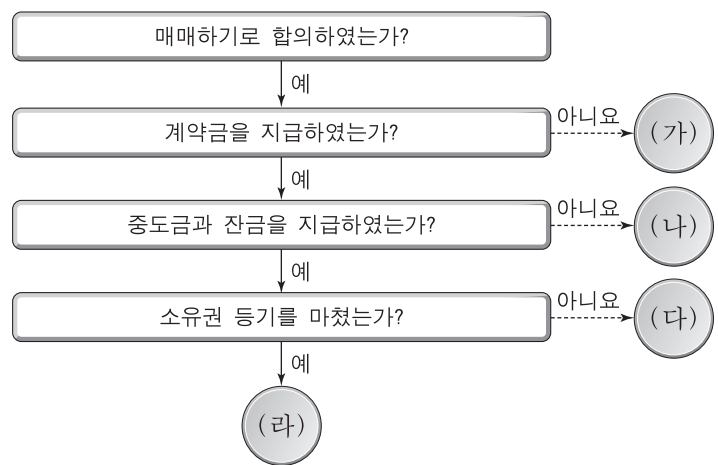 매매하기로 합의하였는가?
예
계약금을 지급하였는가?
아니요
(가)
예
중도금과 잔금을 지급하였는가?
아니요
(나)
예
소유권 등기를 마쳤는가?
아니요
(다)
예
(라)